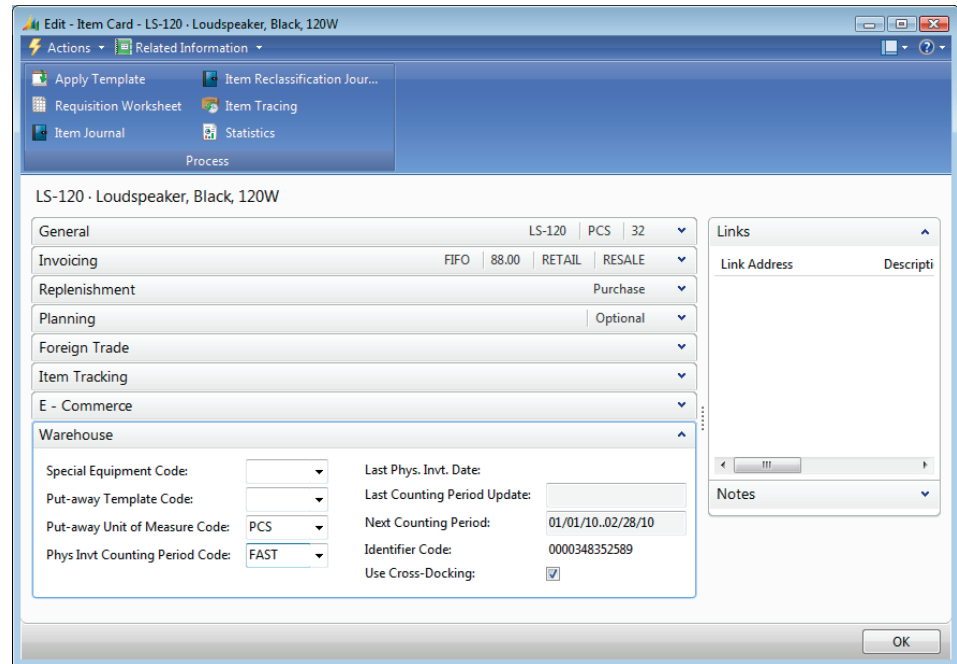 Edit - Item Card - LS-120 · Loudspeaker, Black, 120W
Actions Related Information
Apply Template Item Reclassification Jour...
Requisition Worksheet Item Tracing
Item Journal Statistics
Process
LS-120 · Loudspeaker, Black, 120W
General LS-120 PCS 32
Invoicing FIFO 88.00 RETAIL RESALE
Replenishment Purchase
Planning Optional
Foreign Trade
Item Tracking
E - Commerce
Warehouse
Special Equipment Code:
Put-away Template Code:
Put-away Unit of Measure Code: PCS
Phys Invt Counting Period Code: FAST
Last Phys. Invt. Date:
Last Counting Period Update:
Next Counting Period: 01/01/10..02/28/10
Identifier Code: 0000348352589
Use Cross-Docking:
Links
Link Address Descripti
Notes
OK